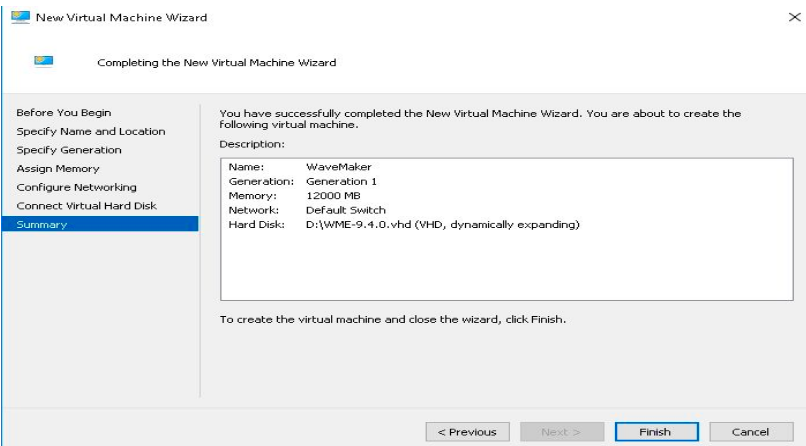 New Virtual Machine Wizard
Completing the New Virtual Machine Wizard
Before You Begin
Specify Name and Location
Specify Generation
Assign Memory
Configure Networking
Connect Virtual Hard Disk
Summary
You have successfully completed the New Virtual Machine Wizard. You are about to create the
following virtual machine.
Description:
Name: WaveMaker
Generation: Generation 1
Memory: 12000 MB
Network: Default Switch
Hard Disk: D:\WME-9.4.0.vhd (VHD, dynamically expanding)
To create the virtual machine and close the wizard, click Finish.
< Previous Next > Finish Cancel